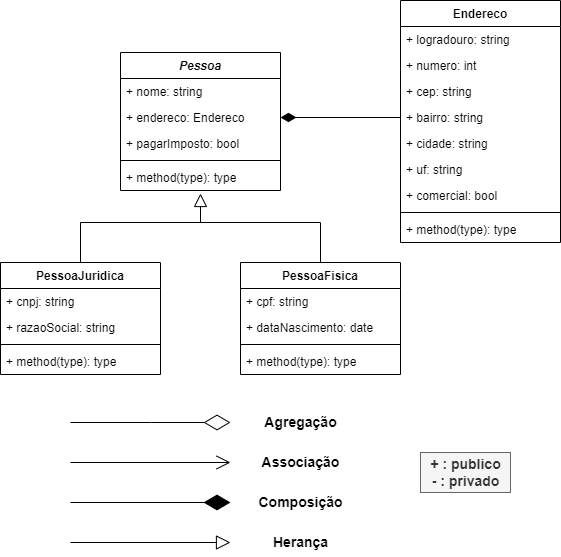 Endereco
+ logradouro: string
+ numero: int
+ cep: string
+ bairro: string
+ cidade: string
+ uf: string
+ comercial: bool
+ method(type): type
Pessoa
+ nome: string
+ endereco: Endereco
+ pagarImposto: bool
+ method(type): type
PessoaJuridica
+ cnpj: string
+ razaoSocial: string
+ method(type): type
PessoaFisica
+ cpf: string
+ dataNascimento: date
+ method(type): type
Agregação
Associação
Composição
Herança
+ : publico
- : privado